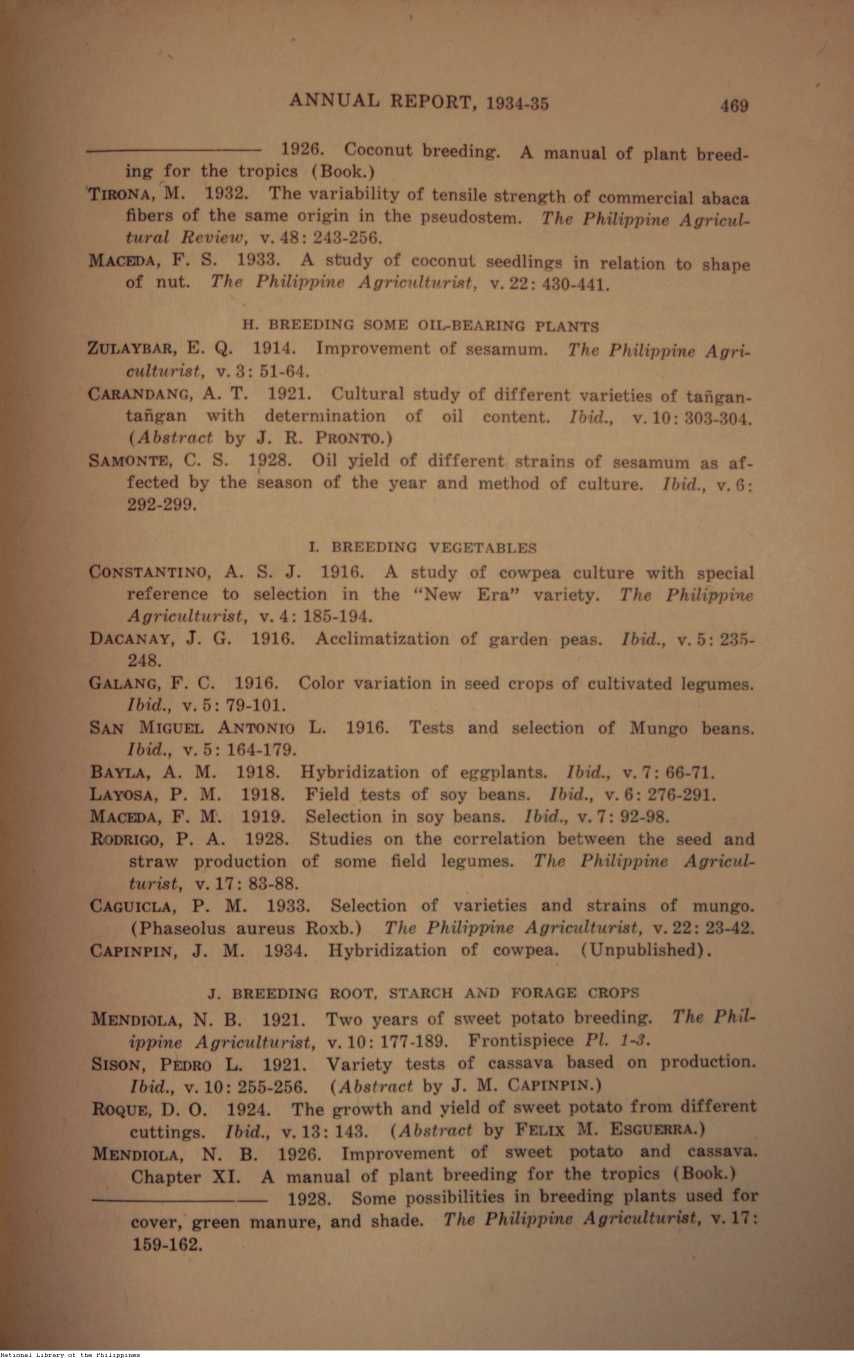 ANNUAL REPORT, 1934-35 469
1926. Coconut breeding. A manual of plant breed-
ing for the tropics (Book.)
TIRONA, M. 1932. The variability of tensile strength of commercial abaca
fibers of the same origin in the pseudostem. The Philippine Agricul-
tural Review, v. 48: 243-256.
MACEDA, F. S. 1933. A study of coconut seedlings in relation to shape
of nut. The Philippine Agriculturist, v. 22: 430-441.
H. BREEDING SOME OIL-BEARING PLANTS
ZULAYBAR, E. Q. 1914. Improvement of sesamum. The Philippine Agri-
culturist, v. 3: 51-64.
CARANDANG, A. T. 1921. Cultural study of different varieties of tañgan-
tañgan with determination of oil content. Ibid., v. 10: 303-304.
(Abstract by J. R. PRONTO.)
SAMONTE, C. S. 1928. Oil yield of different strains of sesamum as af-
fected by the season of the year and method of culture. Ibid., v. 6:
292-299.
I. BREEDING VEGETABLES
CONSTANTINO, A. S. J. 1916. A study of cowpea culture with special
reference to selection in the "New Era" variety. The Philippine
Agriculturist, v. 4: 185-194.
DACANAY, J. G. 1916. Acclimatization of garden peas. Ibid., v. 5: 235-
248.
GALANG, F. C. 1916. Color variation in seed crops of cultivated legumes.
Ibid., v. 5: 79-101.
SAN MIGUEL ANTONIO L. 1916. Tests and selection of Mungo beans.
Ibid., v. 5: 164-179.
BAYLA, A. M. 1918. Hybridization of eggplants. Ibid., v. 7: 66-71.
LAYOSA, P. M. 1918. Field tests of soy beans. Ibid., v. 6: 276-291.
MACEDA, F. M. 1919. Selection in soy beans. Ibid., v. 7: 92-98.
RODRIGO, P. A. 1928. Studies on the correlation between the seed and
straw production of some field legumes. The Philippine Agricul-
turist, v. 17: 83-88.
CAGUICLA, P. M. 1933. Selection of varieties and strains of mungo.
(Phaseolus aureus Roxb.) The Philippine Agriculturist, v. 22: 23-42.
CAPINPIN, J. M. 1934. Hybridization of cowpea. (Unpublished).
J. BREEDING ROOT, STARCH AND FORAGE CROPS
MENDIOLA, N. B. 1921. Two years of sweet potato breeding. The Phil-
ippine Agriculturist, v. 10: 177-189. Frontispiece Pl. 1-3.
SISON, PEDRO L. 1921. Variety tests of cassava based on production.
Ibid., v. 10: 255-256. (Abstract by J. M. CAPINPIN.)
ROQUE, D. O. 1924. The growth and yield of sweet potato from different
cuttings. Ibid., v. 13: 143. (Abstract by FELIX M. ESGUERRA.)
MENDIOLA, N. B. 1926. Improvement of sweet potato and cassava.
Chapter XI. A manual of plant breeding for the tropics (Book.)
1928. Some possibilities in breeding plants used for
cover, green manure, and shade. The Philippine Agriculturist, v. 17:
159-162.
National Library of the Philippines